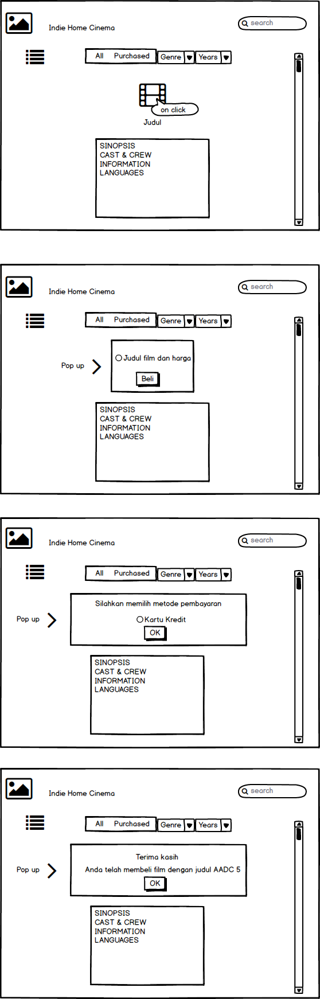 Indie Home Cinema
search
All Purchased Genre Years
on click
Judul
SINOPSIS
CAST & CREW
INFORMATION
LANGUAGES
Indie Home Cinema
search
All Purchased Genre Years
Judul film dan harga
Pop up
Beli
SINOPSIS
CAST & CREW
INFORMATION
LANGUAGES
Indie Home Cinema
search
All Purchased Genre Years
Silahkan memilih metode pembayaran
Pop up
Kartu Kredit
OK
SINOPSIS
CAST & CREW
INFORMATION
LANGUAGES
Indie Home Cinema
search
All Purchased Genre Years
Terima kasih
Pop up
Anda telah membeli film dengan judul AADC 5
OK
SINOPSIS
CAST & CREW
INFORMATION
LANGUAGES